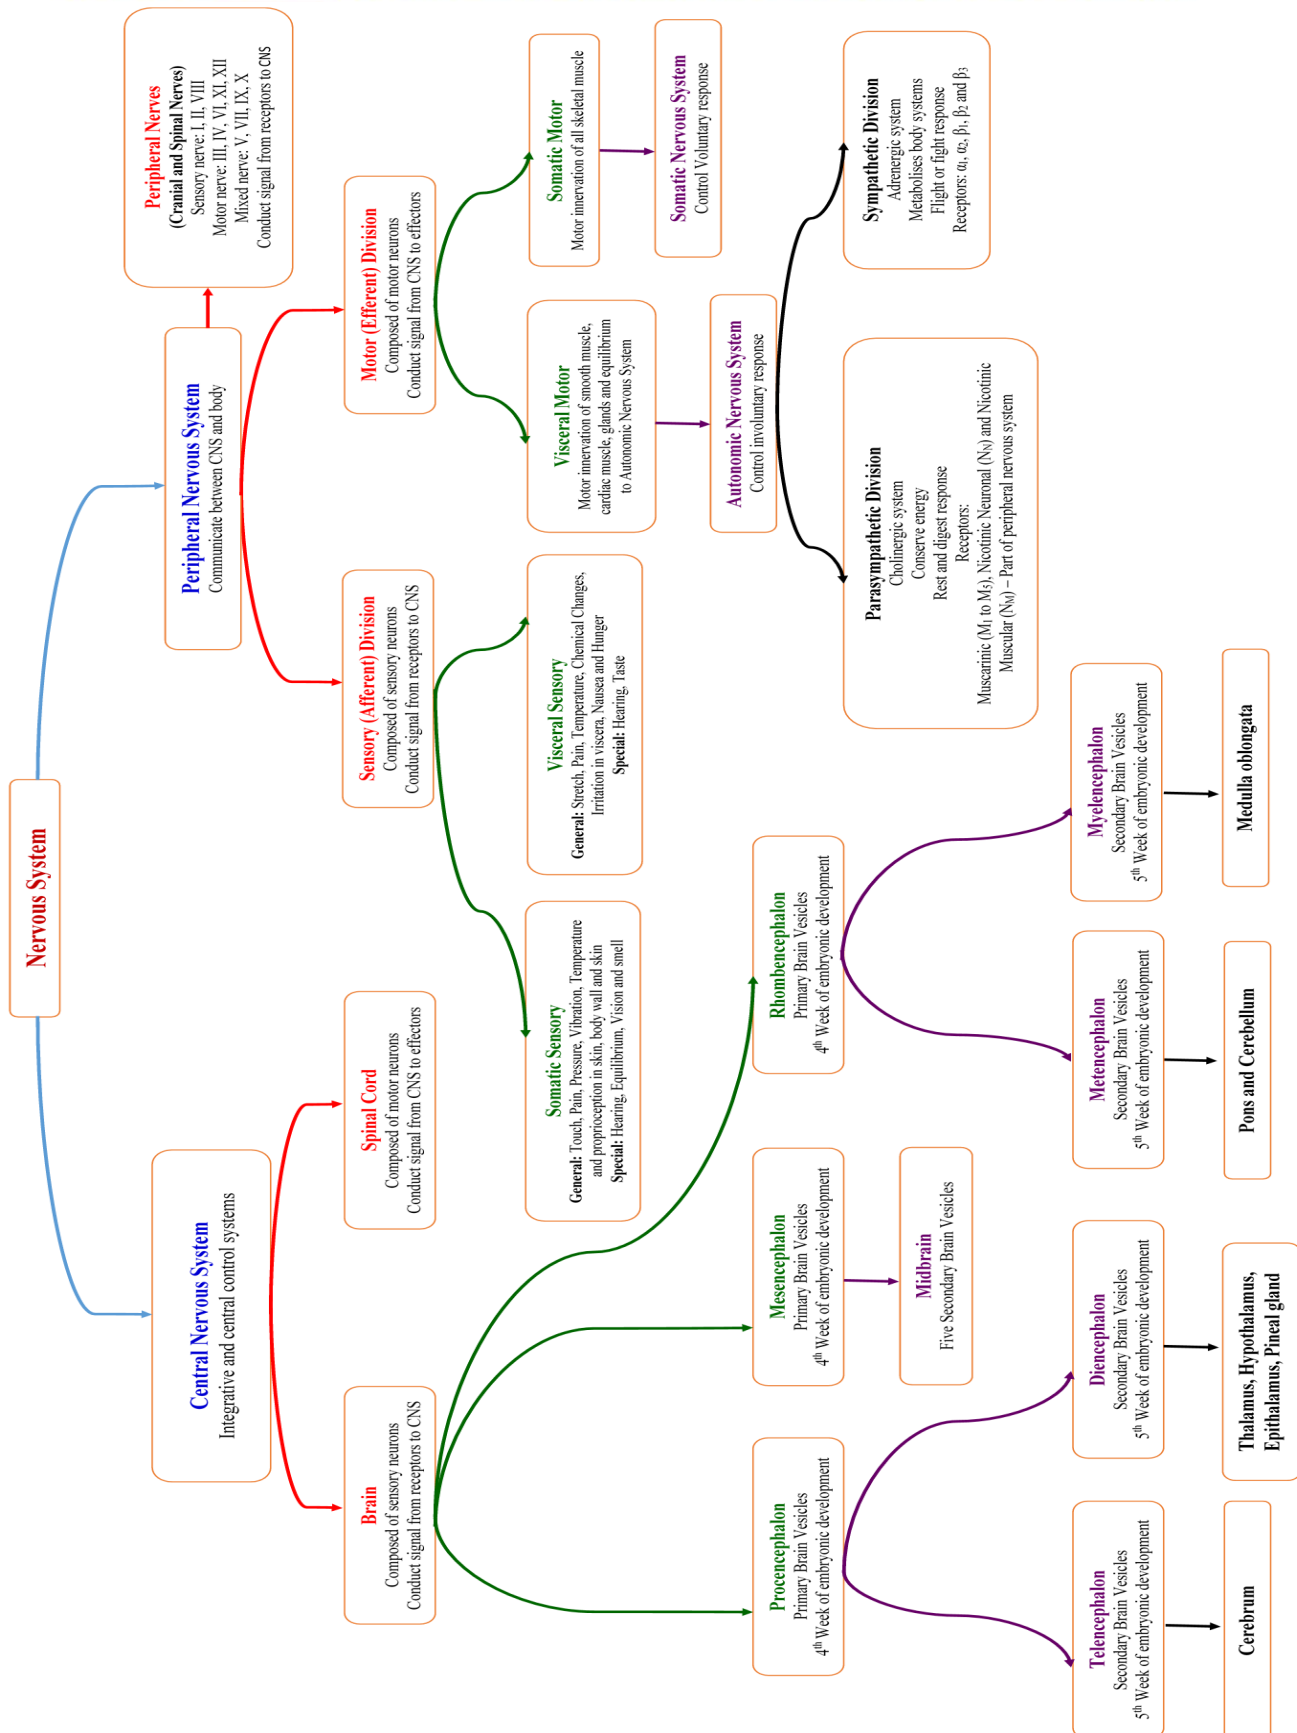 Nervous System
Central Nervous System
Integrative and central control systems
Peripheral Nervous System
Communicate between CNS and body
Peripheral Nerves
(Cranial and Spinal Nerves)
Sensory nerve: I, II, VIII
Motor nerve: III, IV, VI, XI, XII
Mixed nerve: V, VII, IX, X
Conduct signal from receptors to CNS
Brain
Composed of sensory neurons
Conduct signal from receptors to CNS
Spinal Cord
Composed of motor neurons
Conduct signal from CNS to effectors
Sensory (Afferent) Division
Composed of sensory neurons
Conduct signal from receptors to CNS
Motor (Efferent) Division
Composed of motor neurons
Conduct signal from CNS to effectors
Somatic Sensory
General: Touch, Pain, Pressure, Vibration, Temperature
and proprioception in skin, body wall and skin
Special: Hearing, Equilibrium, Vision and smell
Visceral Sensory
General: Stretch, Pain, Temperature, Chemical Changes,
Irritation in viscera, Nausea and Hunger
Special: Hearing, Taste
Visceral Motor
Motor innervation of smooth muscle,
cardiac muscle, glands and equilibrium
to Autonomic Nervous System
Somatic Motor
Motor innervation of all skeletal muscle
Autonomic Nervous System
Control involuntary response
Somatic Nervous System
Control Voluntary response
Procencephalon
Primary Brain Vesicles
4th Week of embryonic development
Mesencephalon
Primary Brain Vesicles
4th Week of embryonic development
Rhombencephalon
Primary Brain Vesicles
4th Week of embryonic development
Parasympathetic Division
Cholinergic system
Conserve energy
Rest and digest response
Receptors:
Muscarinic (M1 to M5), Nicotinic Neuronal (NN) and Nicotinic
Muscular (NM) – Part of peripheral nervous system
Sympathetic Division
Adrenergic system
Metabolises body systems
Flight or fight response
Receptors: α1, α2, β1, β2 and β3
Midbrain
Five Secondary Brain Vesicles
Telencephalon
Secondary Brain Vesicles
5th Week of embryonic development
Diencephalon
Secondary Brain Vesicles
5th Week of embryonic development
Metencephalon
Secondary Brain Vesicles
5th Week of embryonic development
Myelencephalon
Secondary Brain Vesicles
5th Week of embryonic development
Cerebrum
Thalamus, Hypothalamus,
Epithalamus, Pineal gland
Pons and Cerebellum
Medulla oblongata